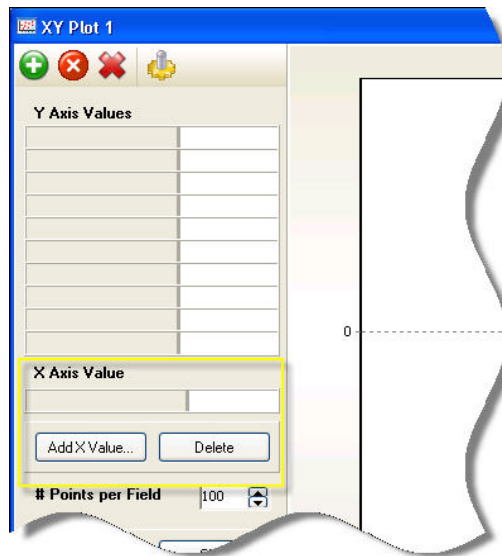 XY Plot 1
Y Axis Values
0
X Axis Value
Add X Value... Delete
# Points per Field 100